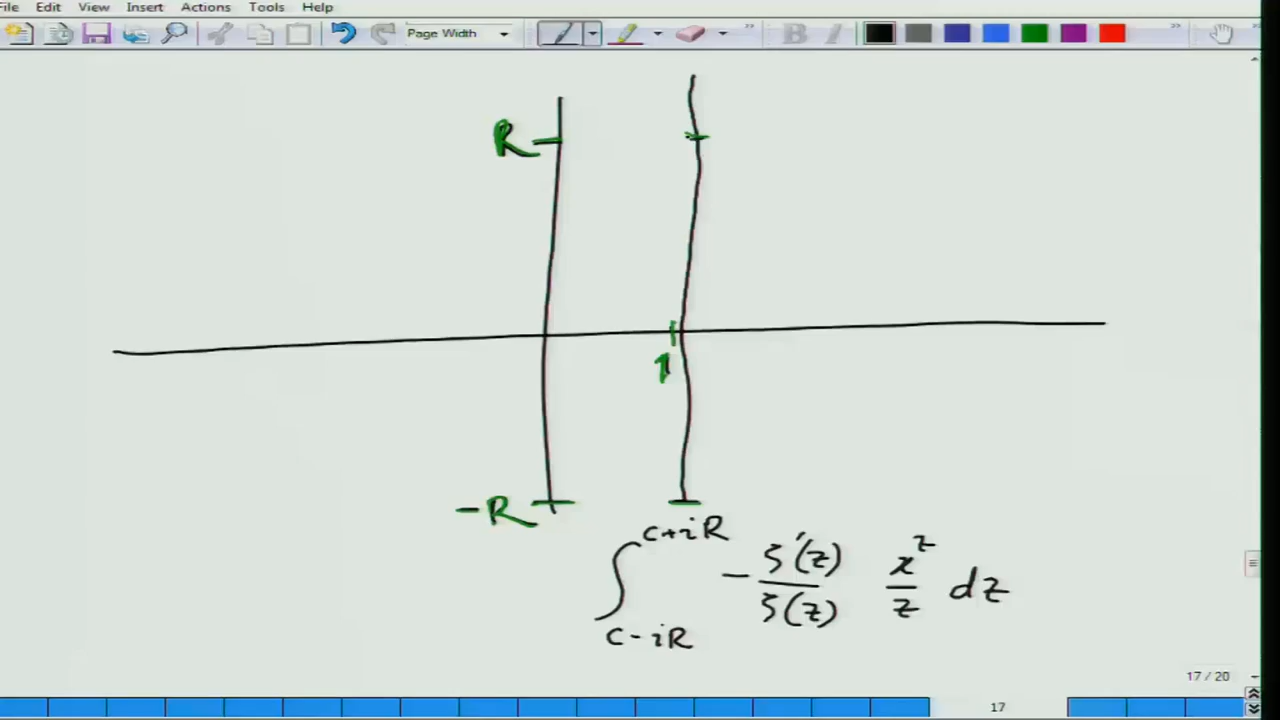 File Edit View Insert Actions Tools Help
Page Width
B I
R
1
-R
∫_{c-iR}^{c+iR} - ζ'(z)/ζ(z) x^z/z dz
17 / 20
17